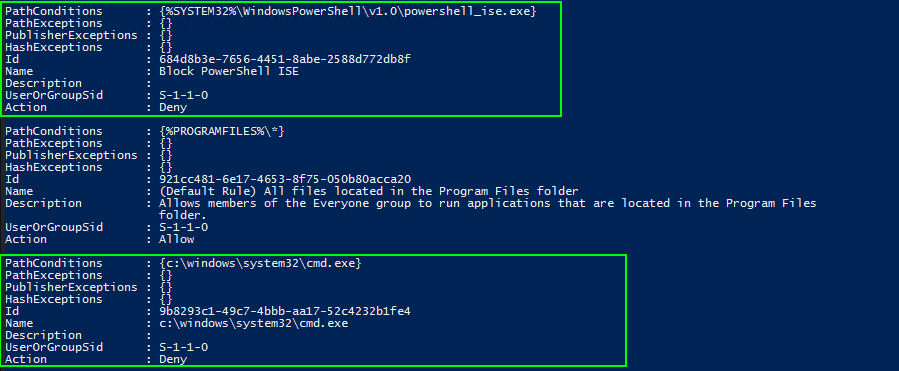 PathConditions : {%SYSTEM32%\WindowsPowerShell\v1.0\powershell_ise.exe}
PathExceptions : {}
PublisherExceptions : {}
HashExceptions : {}
Id : 684d8b3e-7656-4451-8abe-2588d772db8f
Name : Block PowerShell ISE
Description :
UserOrGroupSid : S-1-1-0
Action : Deny
PathConditions : {%PROGRAMFILES%\*}
PathExceptions : {}
PublisherExceptions : {}
HashExceptions : {}
Id : 921cc481-6e17-4653-8f75-050b80acca20
Name : (Default Rule) All files located in the Program Files folder
Description : Allows members of the Everyone group to run applications that are located in the Program Files
folder.
UserOrGroupSid : S-1-1-0
Action : Allow
PathConditions : {c:\windows\system32\cmd.exe}
PathExceptions : {}
PublisherExceptions : {}
HashExceptions : {}
Id : 9b8293c1-49c7-4bbb-aa17-52c4232b1fe4
Name : c:\windows\system32\cmd.exe
Description :
UserOrGroupSid : S-1-1-0
Action : Deny